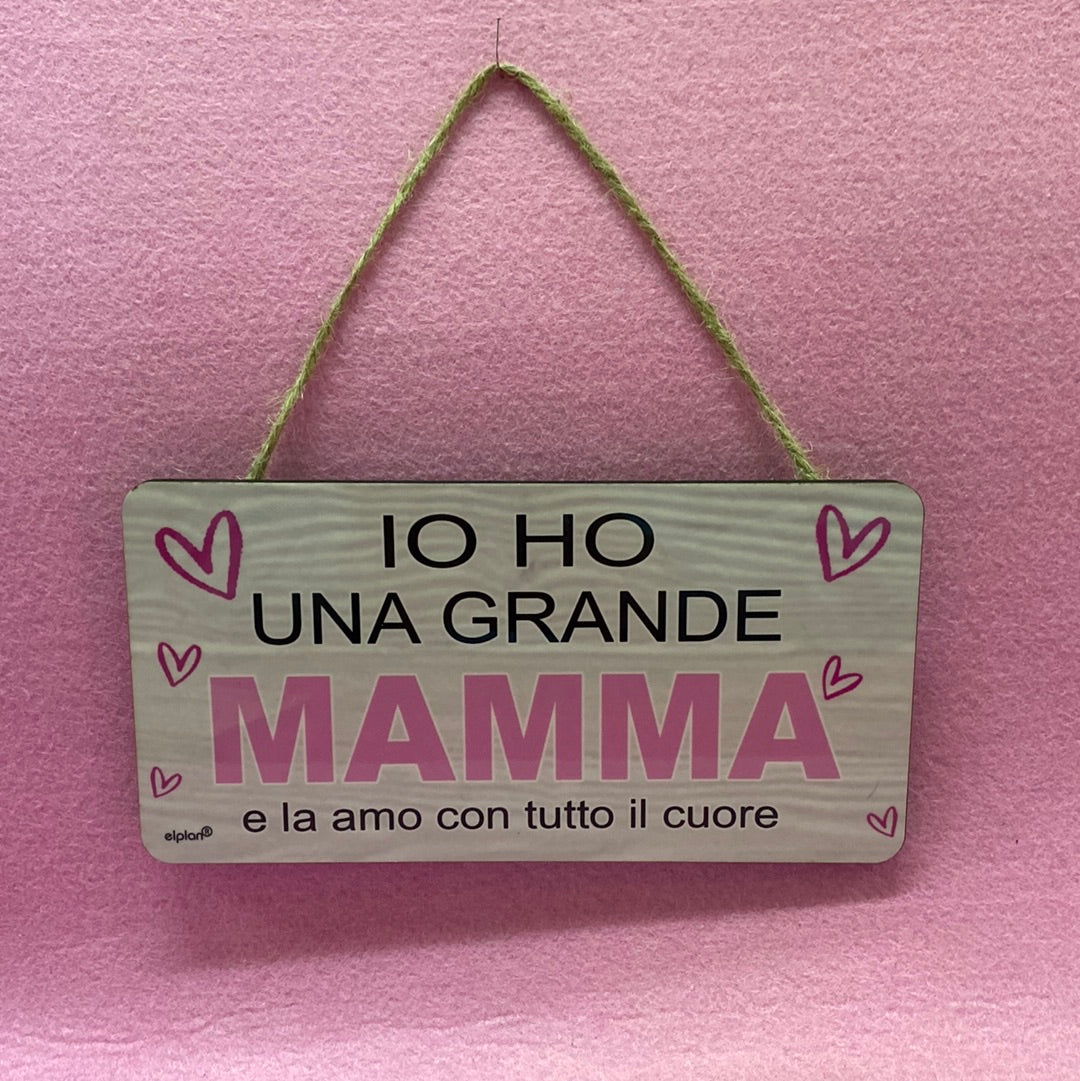 IO HO
UNA GRANDE
MAMMA
e la amo con tutto il cuore
elplan®